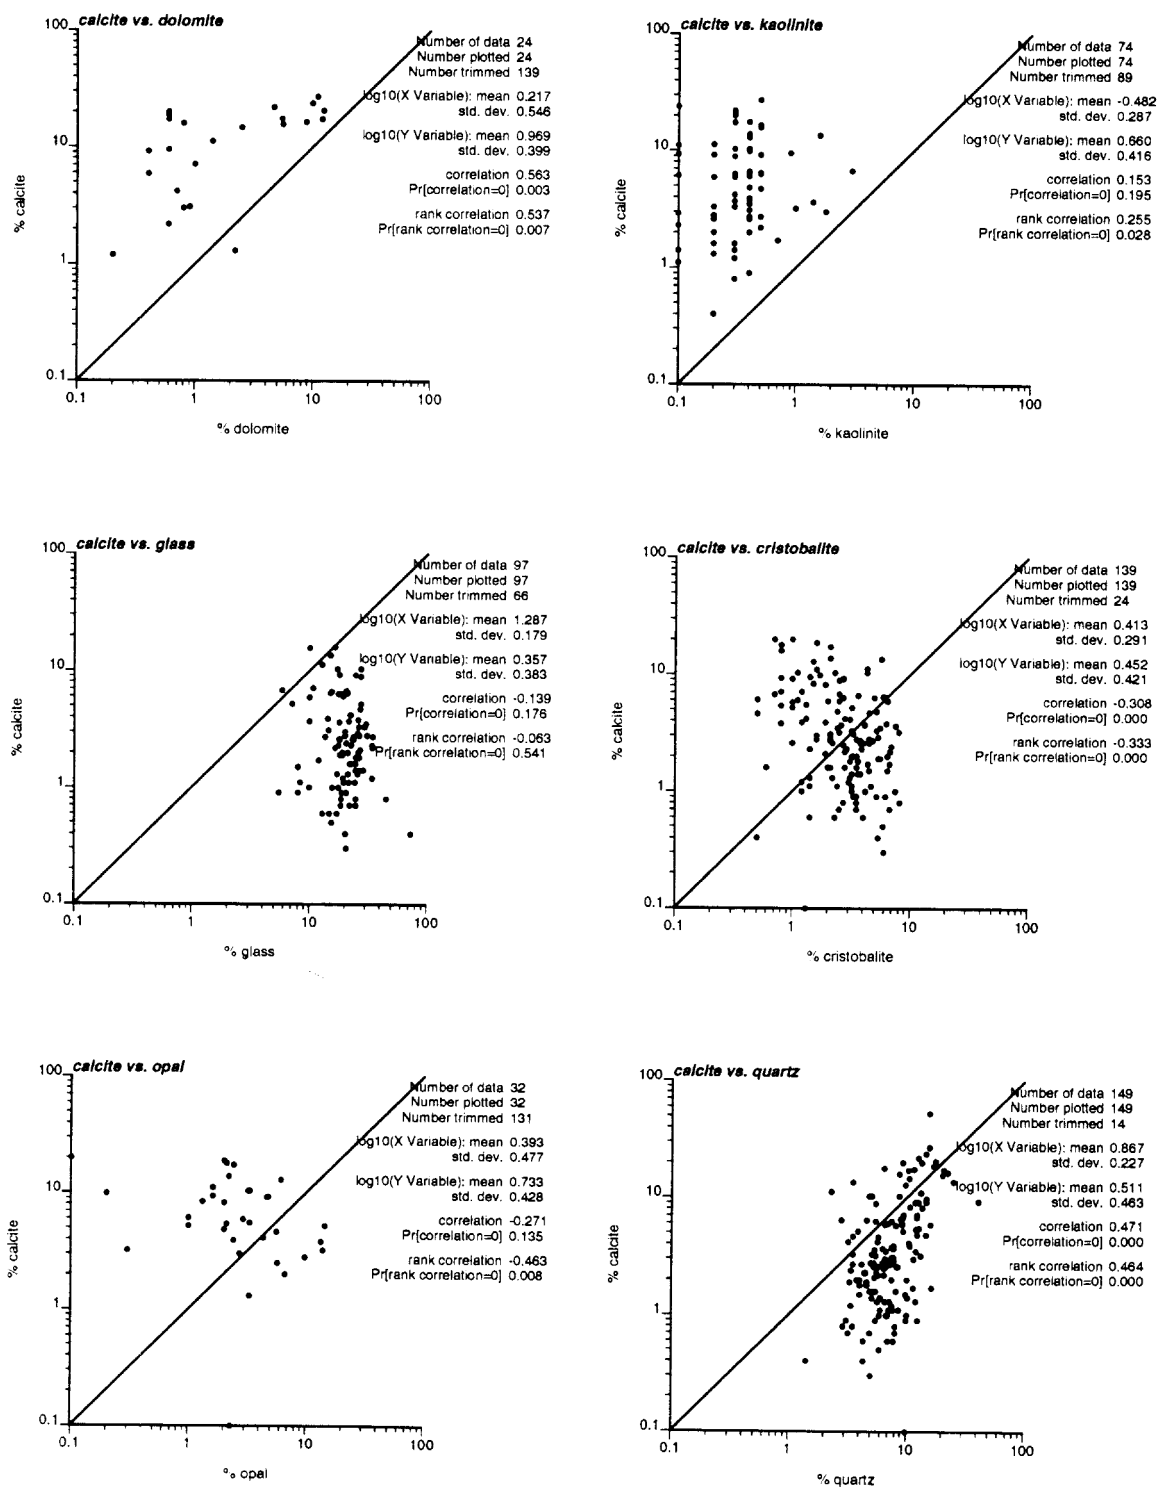 calcite vs. dolomite
100
10
1
0.1
% calcite
Number of data 24
Number plotted 24
Number trimmed 139
log10(X Variable): mean 0.217
std. dev. 0.546
log10(Y Variable): mean 0.969
std. dev. 0.399
correlation 0.563
Pr[correlation=0] 0.003
rank correlation 0.537
Pr[rank correlation=0] 0.007
0.1 1 10 100
% dolomite
calcite vs. kaolinite
100
10
1
0.1
% calcite
Number of data 74
Number plotted 74
Number trimmed 89
log10(X Variable): mean -0.482
std. dev. 0.287
log10(Y Variable): mean 0.660
std. dev. 0.416
correlation 0.153
Pr[correlation=0] 0.195
rank correlation 0.255
Pr[rank correlation=0] 0.028
0.1 1 10 100
% kaolinite
calcite vs. glass
100
10
1
0.1
% calcite
Number of data 97
Number plotted 97
Number trimmed 66
log10(X Variable): mean 1.287
std. dev. 0.179
log10(Y Variable): mean 0.357
std. dev. 0.383
correlation -0.139
Pr[correlation=0] 0.176
rank correlation -0.063
Pr[rank correlation=0] 0.541
0.1 1 10 100
% glass
calcite vs. cristobalite
100
10
1
0.1
% calcite
Number of data 139
Number plotted 139
Number trimmed 24
log10(X Variable): mean 0.413
std. dev. 0.291
log10(Y Variable): mean 0.452
std. dev. 0.421
correlation -0.308
Pr[correlation=0] 0.000
rank correlation -0.333
Pr[rank correlation=0] 0.000
0.1 1 10 100
% cristobalite
calcite vs. opal
100
10
1
0.1
% calcite
Number of data 32
Number plotted 32
Number trimmed 131
log10(X Variable): mean 0.393
std. dev. 0.477
log10(Y Variable): mean 0.733
std. dev. 0.428
correlation -0.271
Pr[correlation=0] 0.135
rank correlation -0.463
Pr[rank correlation=0] 0.008
0.1 1 10 100
% opal
calcite vs. quartz
100
10
1
0.1
% calcite
Number of data 149
Number plotted 149
Number trimmed 14
log10(X Variable): mean 0.867
std. dev. 0.227
log10(Y Variable): mean 0.511
std. dev. 0.463
correlation 0.471
Pr[correlation=0] 0.000
rank correlation 0.464
Pr[rank correlation=0] 0.000
0.1 1 10 100
% quartz